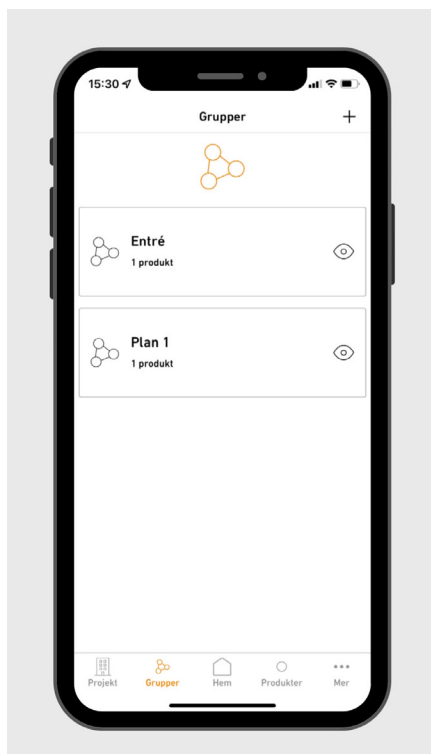 15:30
Grupper
+
Entré
1 produkt
Plan 1
1 produkt
Projekt Grupper Hem Produkter Mer